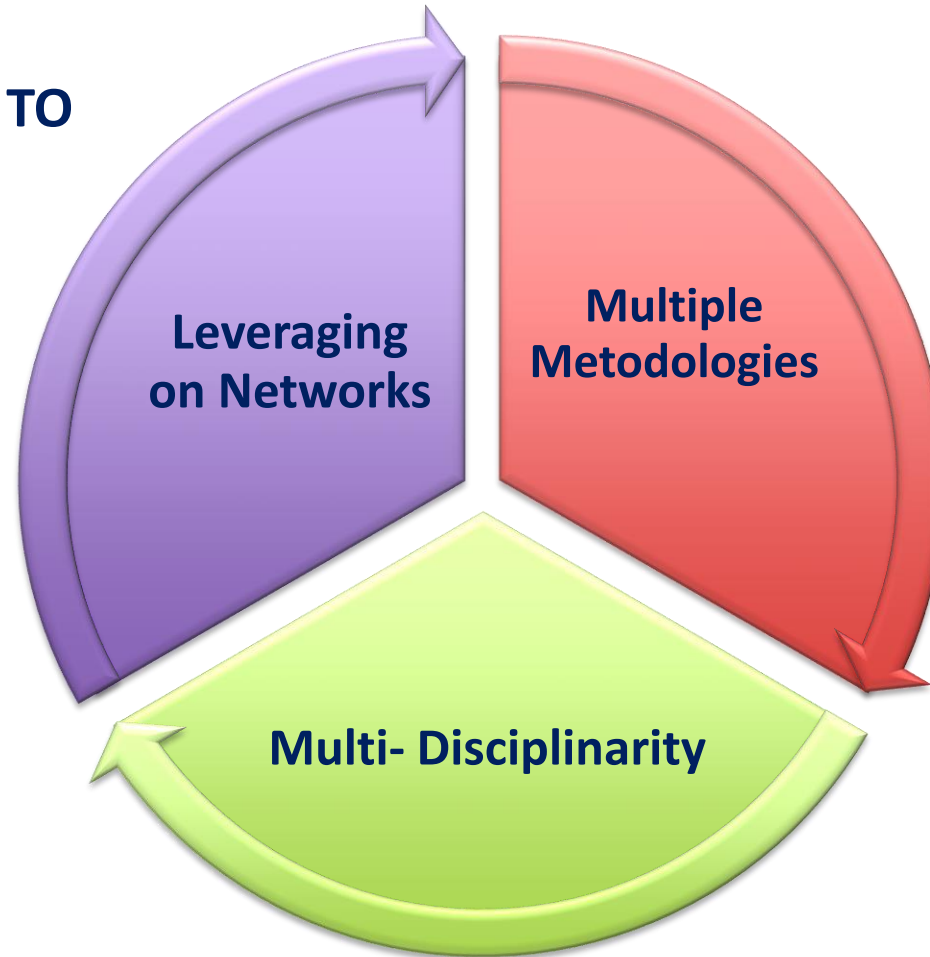 TO
Leveraging
on Networks
Multiple
Metodologies
Multi- Disciplinarity